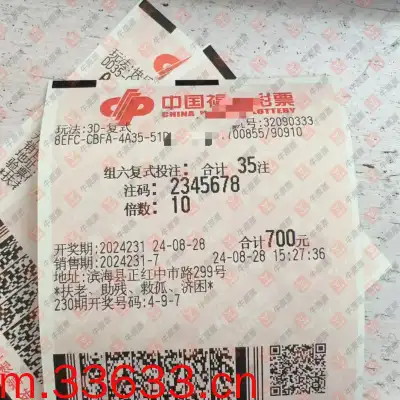 中国福 彩票
CHINA LOTTERY
玩法:3D-复式 号:32090333
8EFC-CBFA-4A35-51 /00855/90910
组六复式投注: 合计 35注
注码: 2345678
倍数: 10
开奖期:2024231 24-08-28 合计700元
销售期:2024231-7 24-08-28 15:27:36
地址:滨海县正红中市路299号
*扶老、助残、救孤、济困*
230期开奖号码:4-9-7
m.33633.cn